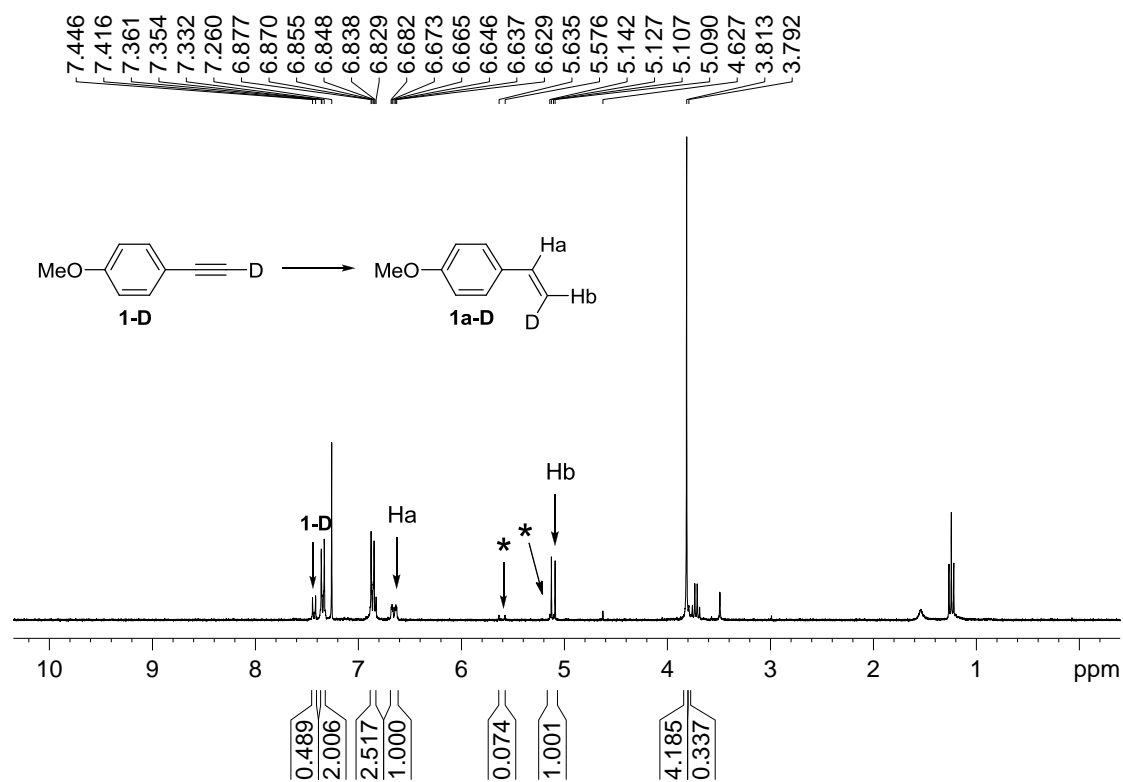 7.446 7.416 7.361 7.354 7.332 7.260 6.877 6.870 6.855 6.848 6.838 6.829 6.682 6.673 6.665 6.646 6.637 6.629 5.635 5.576 5.142 5.127 5.107 5.090 4.627 3.813 3.792
Ha
MeO D MeO
Hb
1-D 1a-D
D
Hb
1-D Ha * *
10 9 8 7 6 5 4 3 2 1 ppm
0.489 2.006 2.517 1.000 0.074 1.001 4.185 0.337